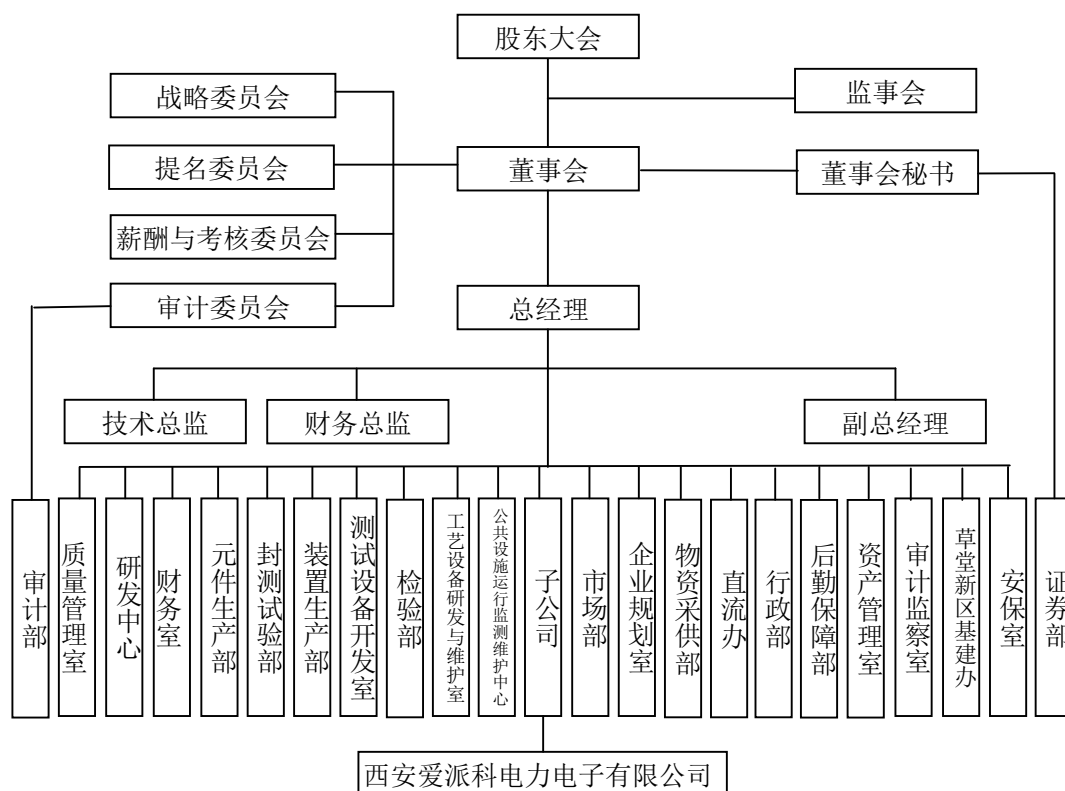 股东大会
战略委员会
监事会
提名委员会
董事会
董事会秘书
薪酬与考核委员会
审计委员会
总经理
技术总监
财务总监
副总经理
审计部
质量管理室
研发中心
财务室
元件生产部
封测试验部
装置生产部
测试设备开发室
检验部
工艺设备研发与维护室
公共设施运行监测维护中心
子公司
市场部
企业规划室
物资采供部
直流办
行政部
后勤保障部
资产管理室
审计监察室
草堂新区基建办
安保室
证券部
西安爱派科电力电子有限公司